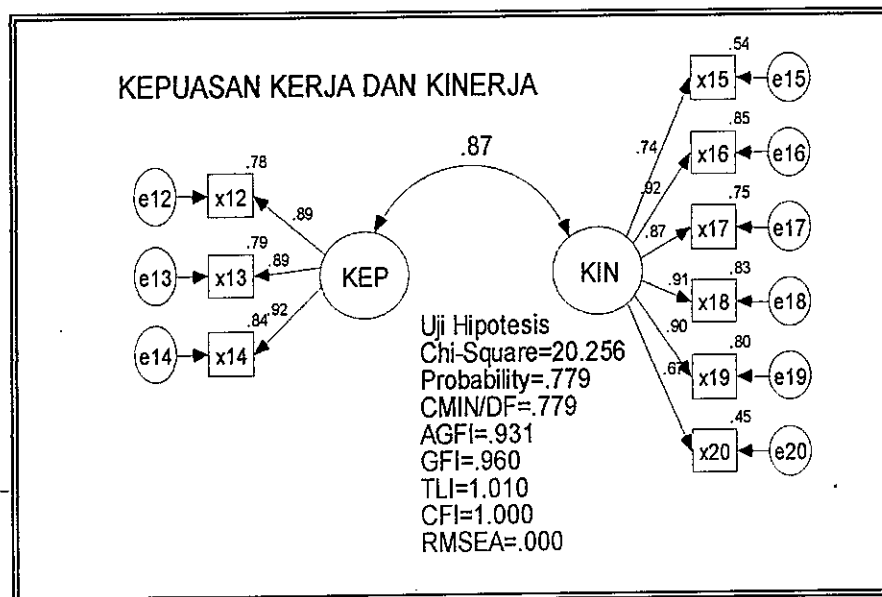 KEPUASAN KERJA DAN KINERJA
.87
.78
e12 x12 .89
.79
e13 x13 .89
KEP
.84 .92
e14 x14
.54
x15 e15
.74
.85
x16 e16
.92
.75
x17 e17
.87
KIN
.83
.91 x18 e18
.90
.80
x19 e19
.67
.45
x20 e20
Uji Hipotesis
Chi-Square=20.256
Probability=.779
CMIN/DF=.779
AGFI=.931
GFI=.960
TLI=1.010
CFI=1.000
RMSEA=.000